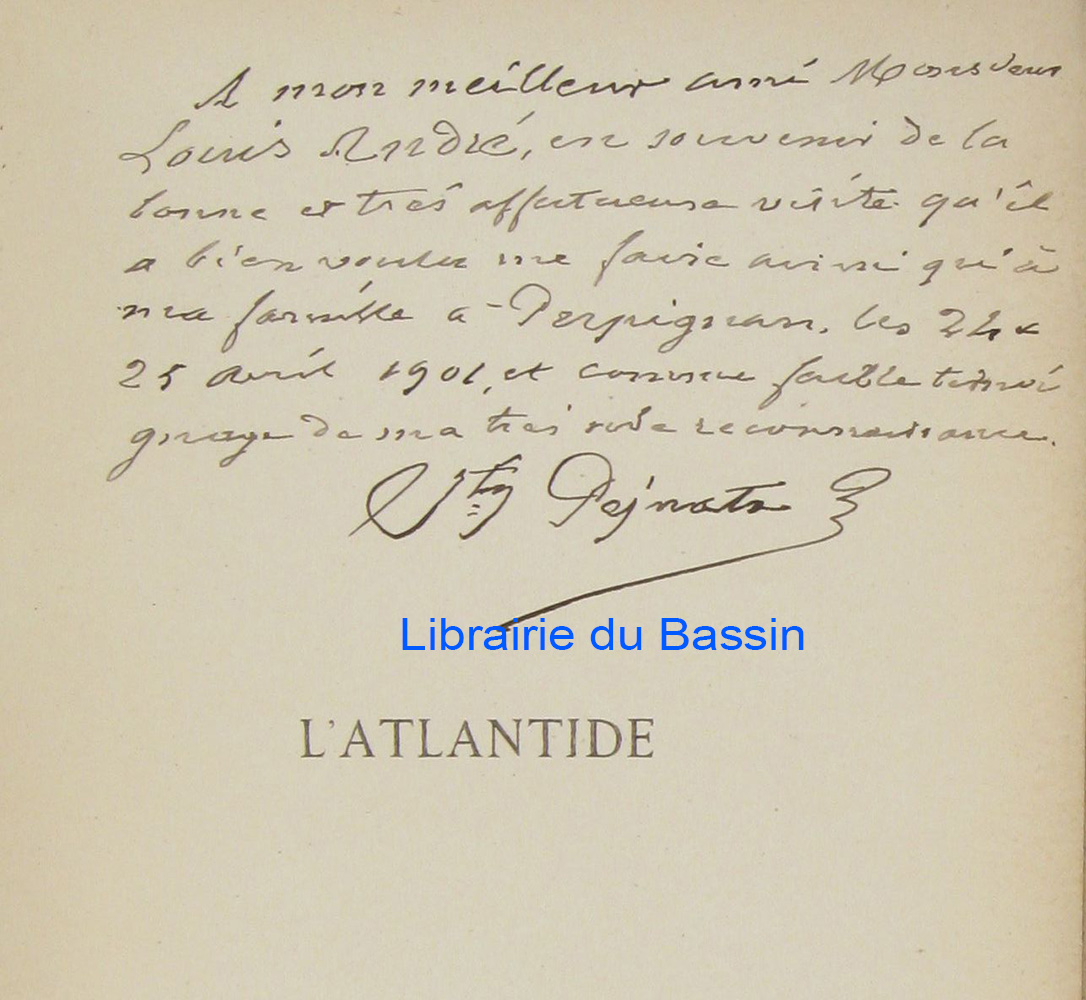 A mon meilleur ami Monsieur
Louis André, en souvenir de la
bonne et très affectueuse visite qu'il
a bien voulu me faire ainsi qu'à
ma famille a Perpignan, les 24 &
25 avril 1901, et comme faible témoi
gnage de ma très vive reconnaissance.
Librairie du Bassin
L'ATLANTIDE